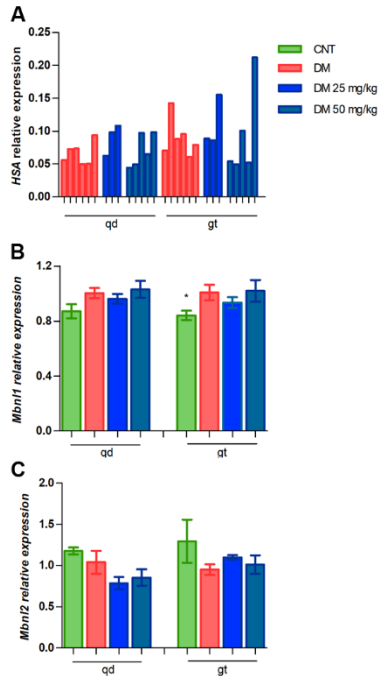 A
CNT
DM
DM 25 mg/kg
DM 50 mg/kg
HSA relative expression
0.25
0.20
0.15
0.10
0.05
0.00
qd
gt
B
Mbnl1 relative expression
1.2
0.8
0.4
0.0
*
qd
gt
C
Mbnl2 relative expression
2.0
1.5
1.0
0.5
0.0
qd
gt